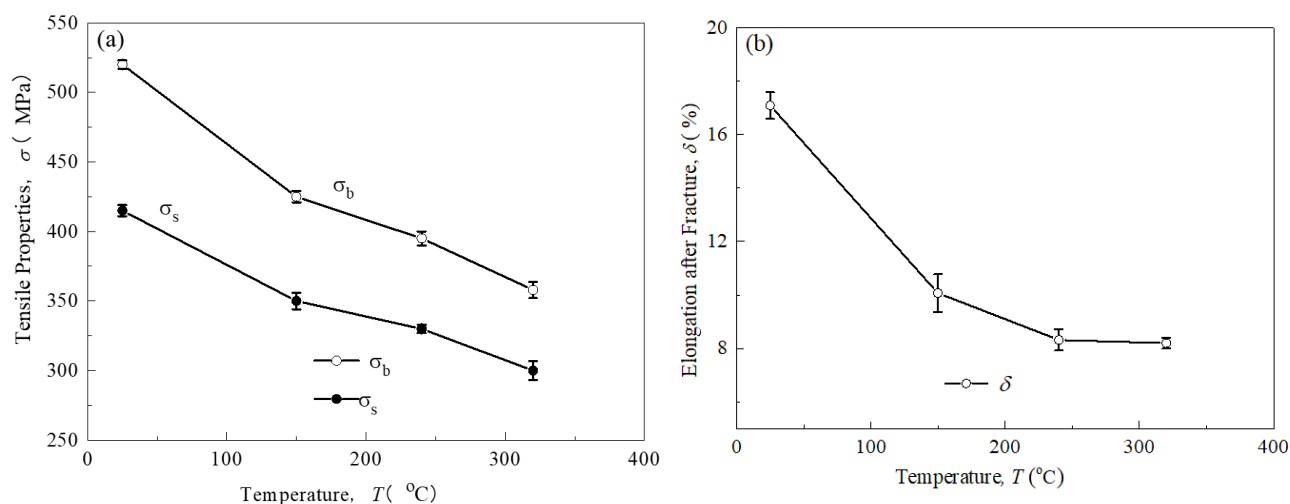 (a)
550
500
450
400
350
300
250
0
100
200
300
400
Tensile Properties, σ ( MPa)
Temperature, T( °C)
σb
σs
σb
σs
(b)
20
16
12
8
0
100
200
300
400
Elongation after Fracture, δ (%)
Temperature, T (°C)
δ